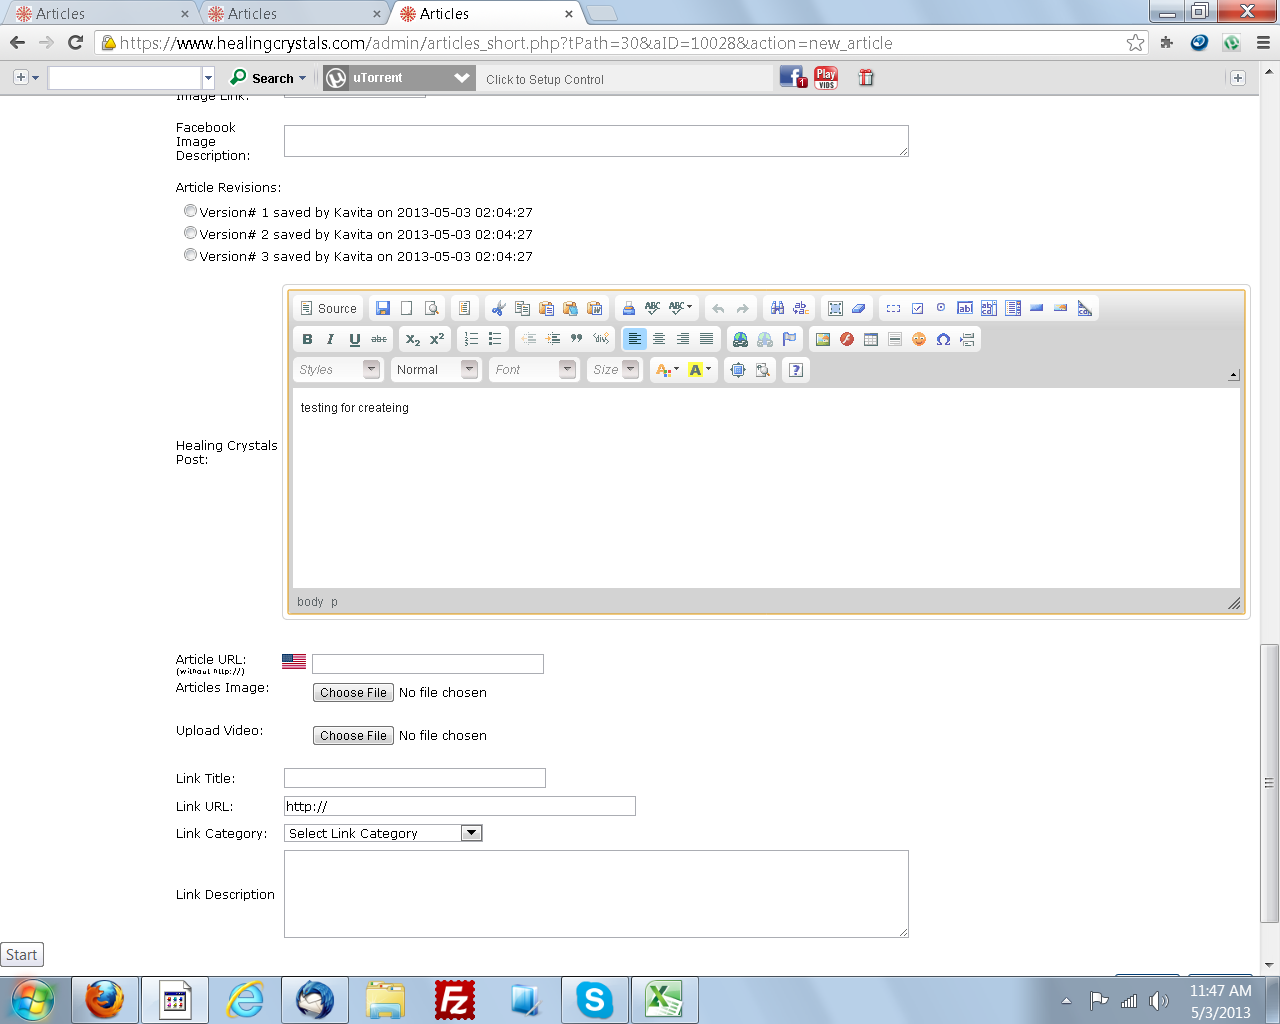 Articles
Articles
Articles
https://www.healingcrystals.com/admin/articles_short.php?tPath=30&aID=10028&action=new_article
Search
uTorrent
Click to Setup Control
1
Play
VIDS
Image Link:
Facebook
Image
Description:
Article Revisions:
Version# 1 saved by Kavita on 2013-05-03 02:04:27
Version# 2 saved by Kavita on 2013-05-03 02:04:27
Version# 3 saved by Kavita on 2013-05-03 02:04:27
Source
ABC ABC
B I U abc X₂ X²
Styles Normal Font Size A A ?
testing for createing
Healing Crystals
Post:
body p
Article URL:
(without http://)
Articles Image:
Choose File No file chosen
Upload Video:
Choose File No file chosen
Link Title:
Link URL:
http://
Link Category:
Select Link Category
Link Description
Start
11:47 AM
5/3/2013